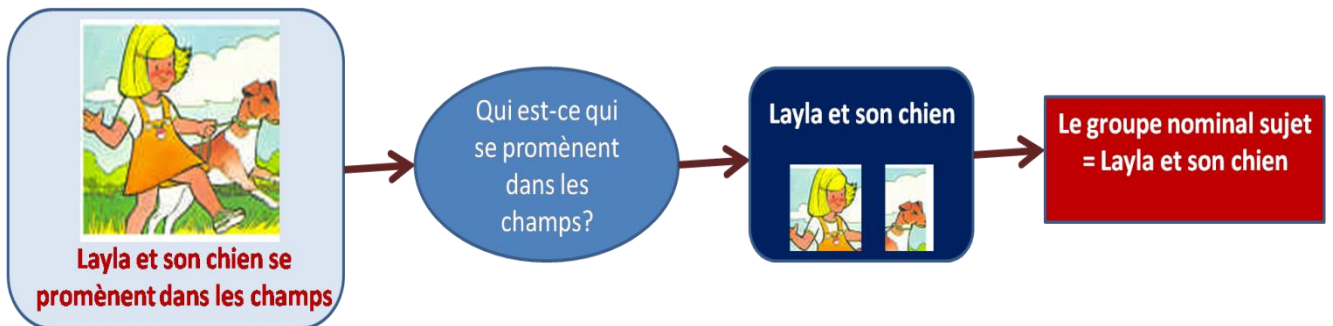 Layla et son chien se
promènent dans les champs
Qui est-ce qui
se promènent
dans les
champs?
Layla et son chien
Le groupe nominal sujet
= Layla et son chien